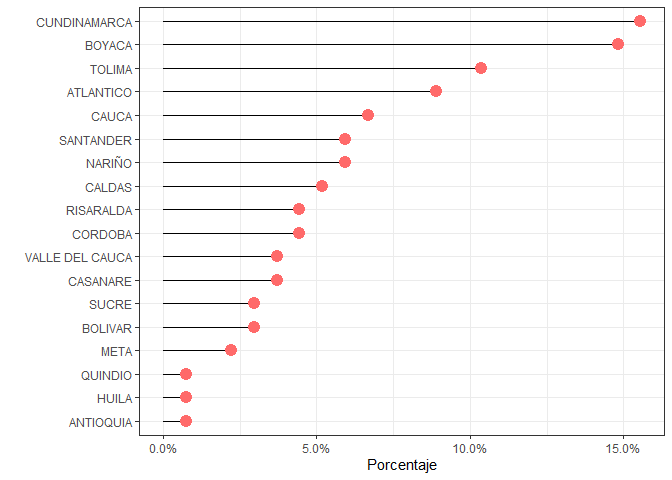 CUNDINAMARCA
BOYACA
TOLIMA
ATLANTICO
CAUCA
SANTANDER
NARIÑO
CALDAS
RISARALDA
CORDOBA
VALLE DEL CAUCA
CASANARE
SUCRE
BOLIVAR
META
QUINDIO
HUILA
ANTIOQUIA
0.0% 5.0% 10.0% 15.0%
Porcentaje